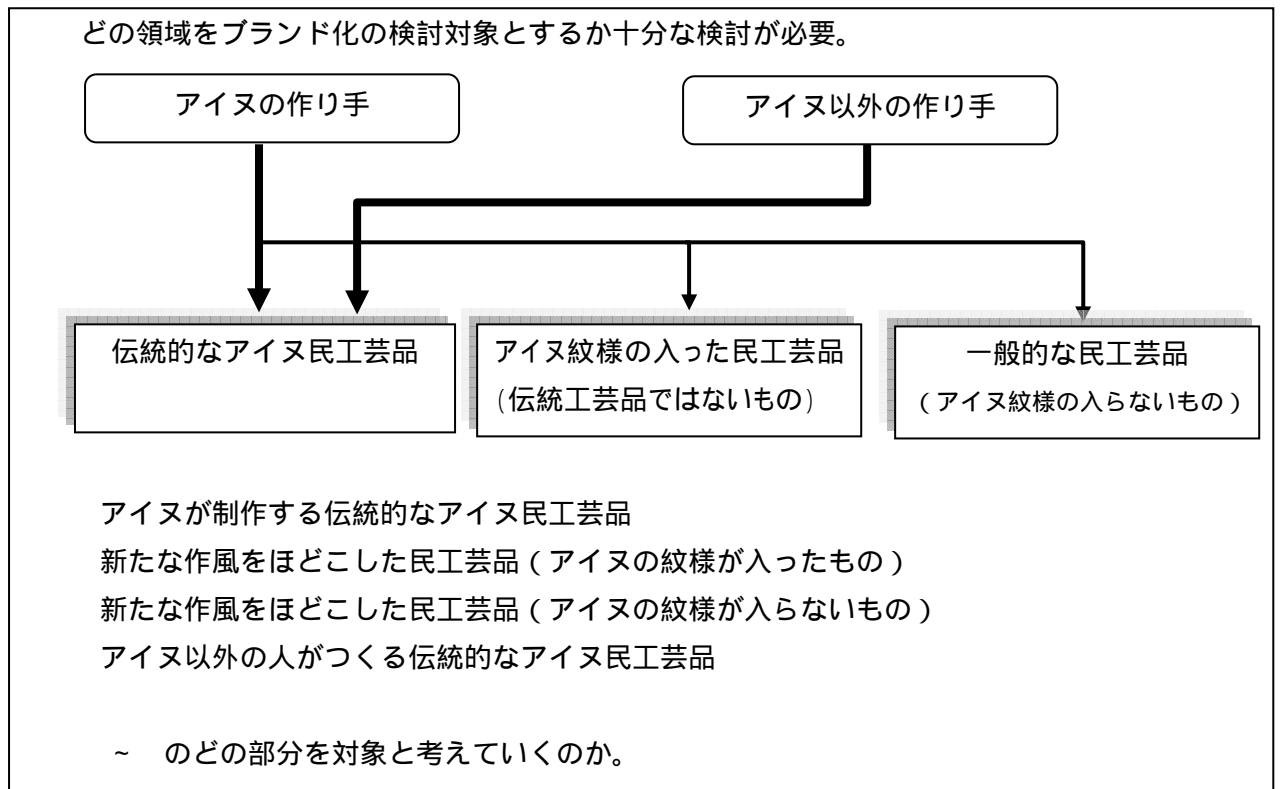 どの領域をブランド化の検討対象とするか十分な検討が必要。
アイヌの作り手
アイヌ以外の作り手
伝統的なアイヌ民工芸品
アイヌ紋様の入った民工芸品
(伝統工芸品ではないもの)
一般的な民工芸品
(アイヌ紋様の入らないもの)
アイヌが制作する伝統的なアイヌ民工芸品
新たな作風をほどこした民工芸品(アイヌの紋様が入ったもの)
新たな作風をほどこした民工芸品(アイヌの紋様が入らないもの)
アイヌ以外の人がつくる伝統的なアイヌ民工芸品
~ のどの部分を対象と考えていくのか。